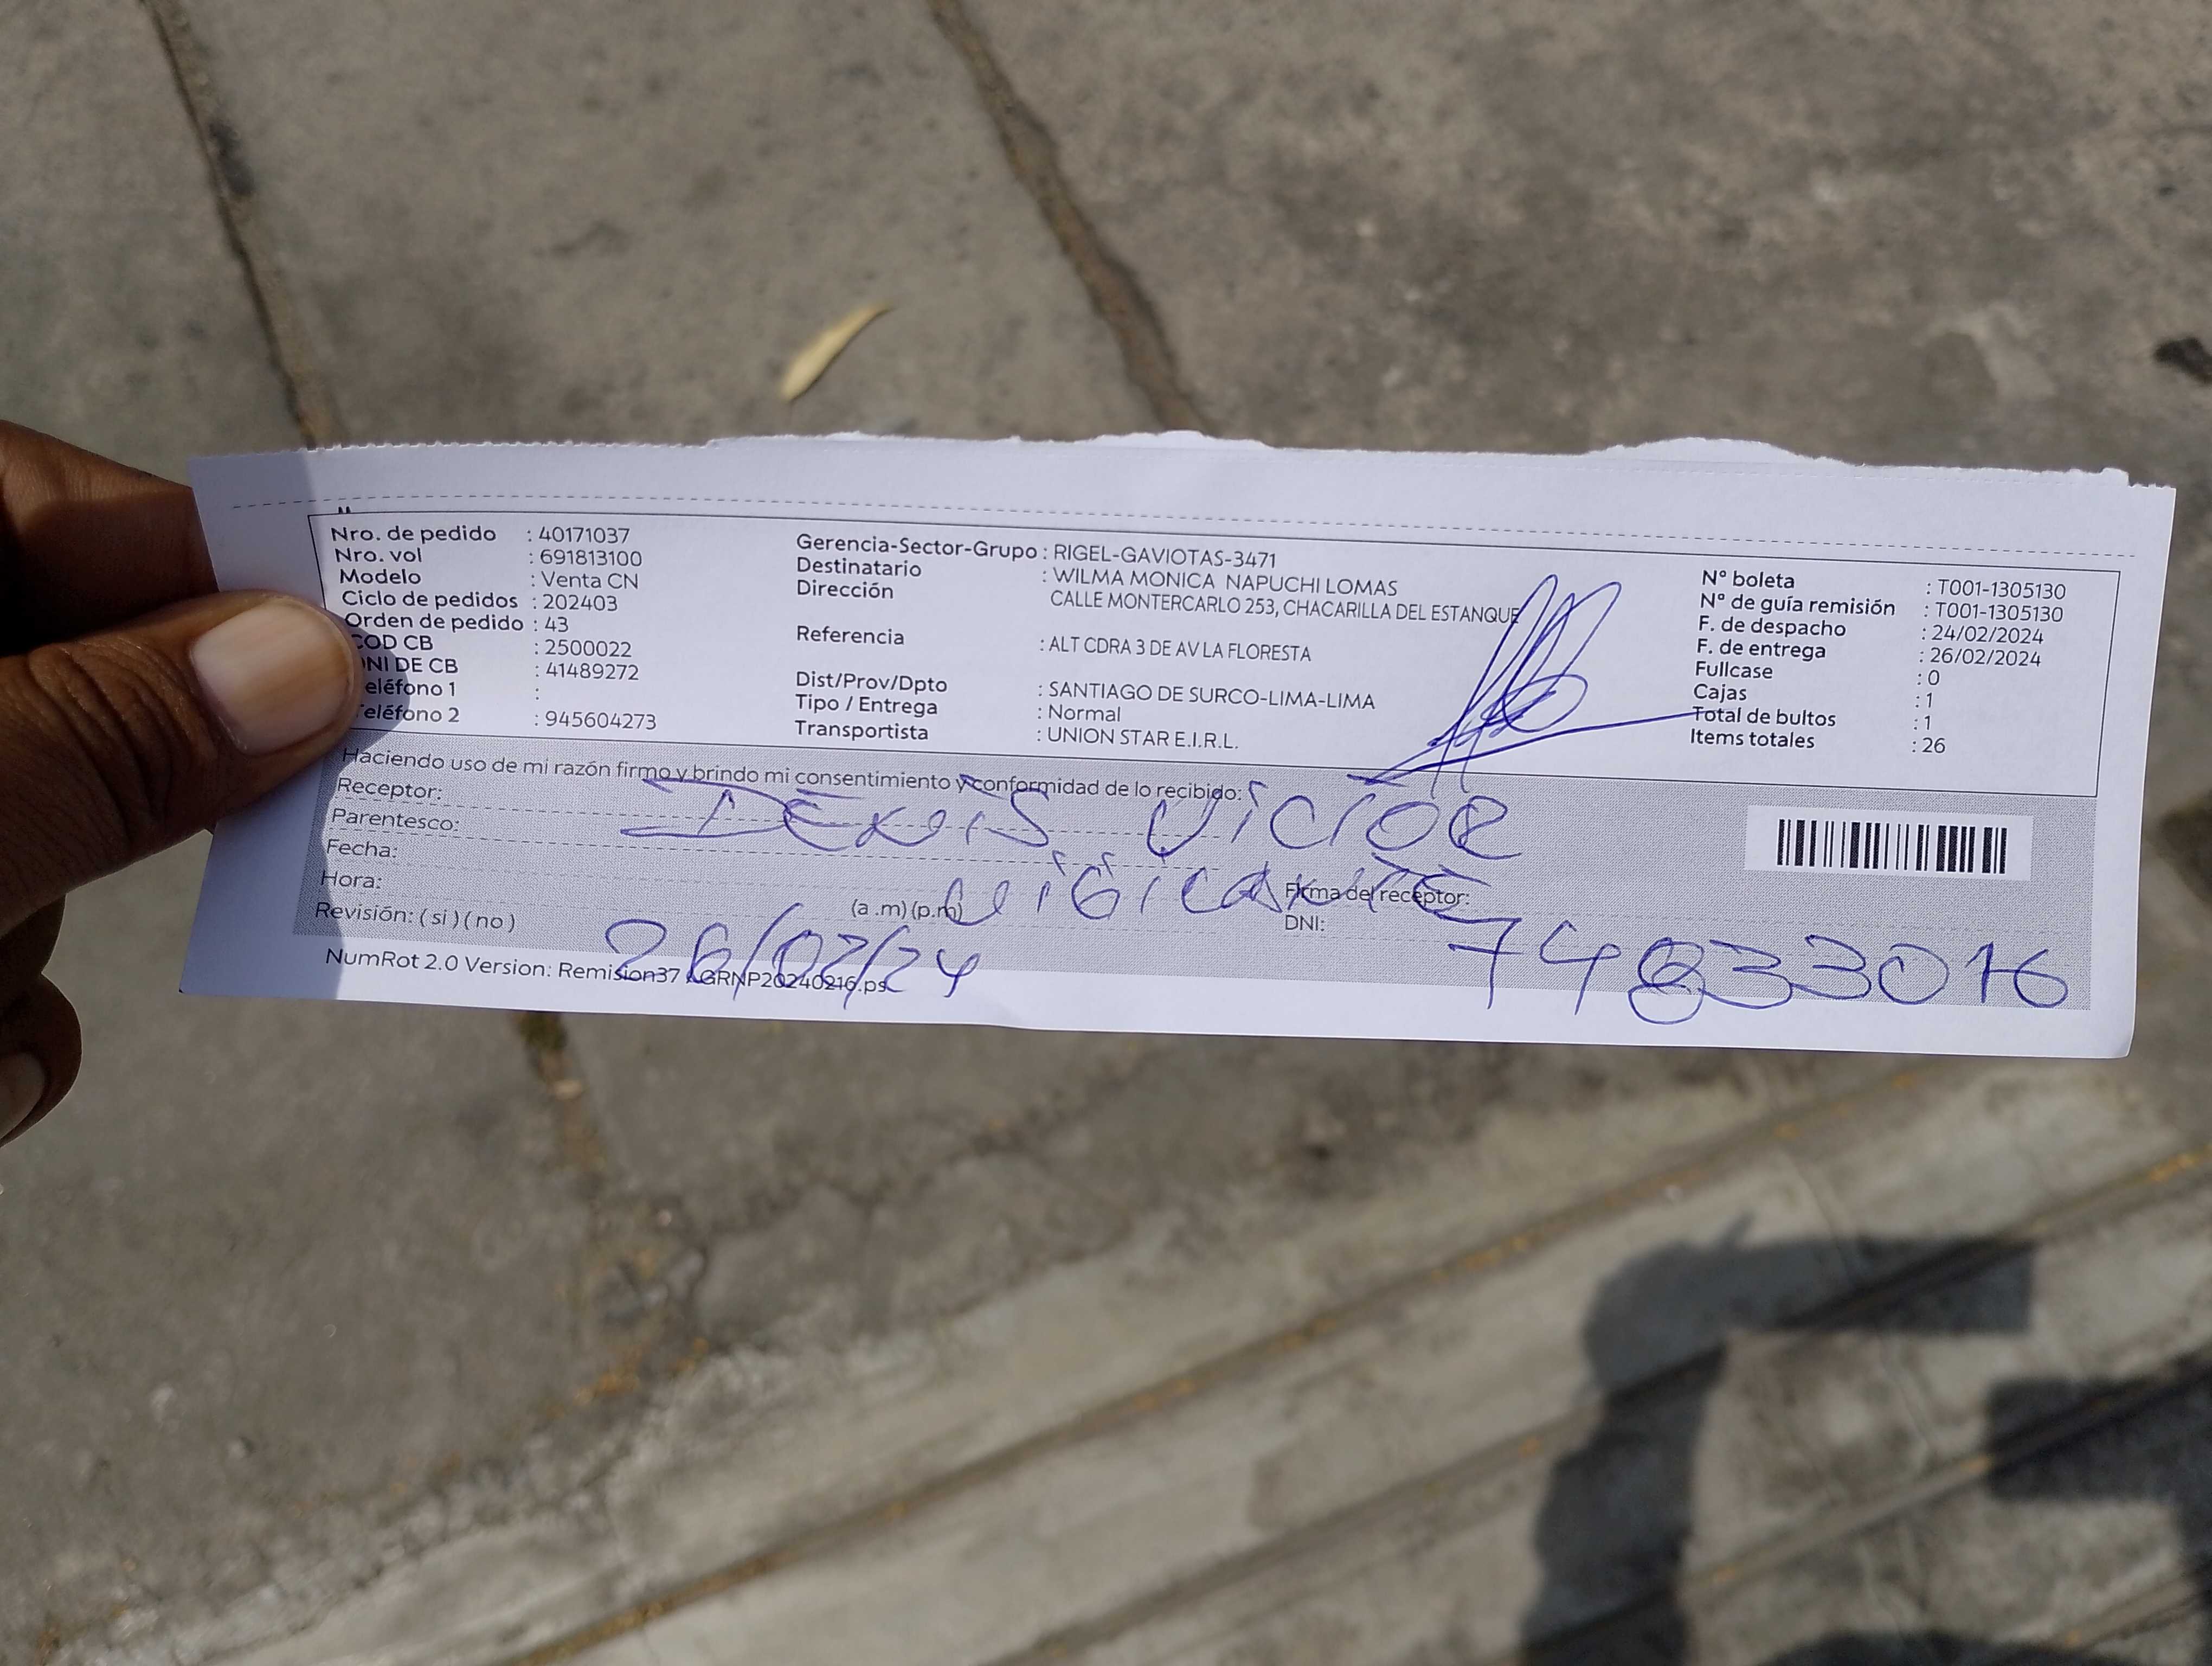 Nro. de pedido : 40171037
Nro. vol : 691813100
Modelo : Venta CN
Ciclo de pedidos : 202403
Orden de pedido : 43
COD CB : 2500022
DNI DE CB : 41489272
eléfono 1 :
eléfono 2 : 945604273
Gerencia-Sector-Grupo : RIGEL-GAVIOTAS-3471
Destinatario : WILMA MONICA NAPUCHI LOMAS
Dirección CALLE MONTERCARLO 253, CHACARILLA DEL ESTANQUE
Referencia : ALT CDRA 3 DE AV LA FLORESTA
Dist/Prov/Dpto : SANTIAGO DE SURCO-LIMA-LIMA
Tipo / Entrega : Normal
Transportista : UNION STAR E.I.R.L.
N° boleta : T001-1305130
N° de guía remisión : T001-1305130
F. de despacho : 24/02/2024
F. de entrega : 26/02/2024
Fullcase : 0
Cajas : 1
Total de bultos : 1
Items totales : 26
Haciendo uso de mi razón firmo y brindo mi consentimiento y conformidad de lo recibido:
Receptor: VICTOR
Parentesco:
Fecha:
Hora: (a .m) (p.m)
Revisión: ( si ) ( no )
Firma del receptor:
DNI: 74833016
26/02/24
NumRot 2.0 Version: Remision37